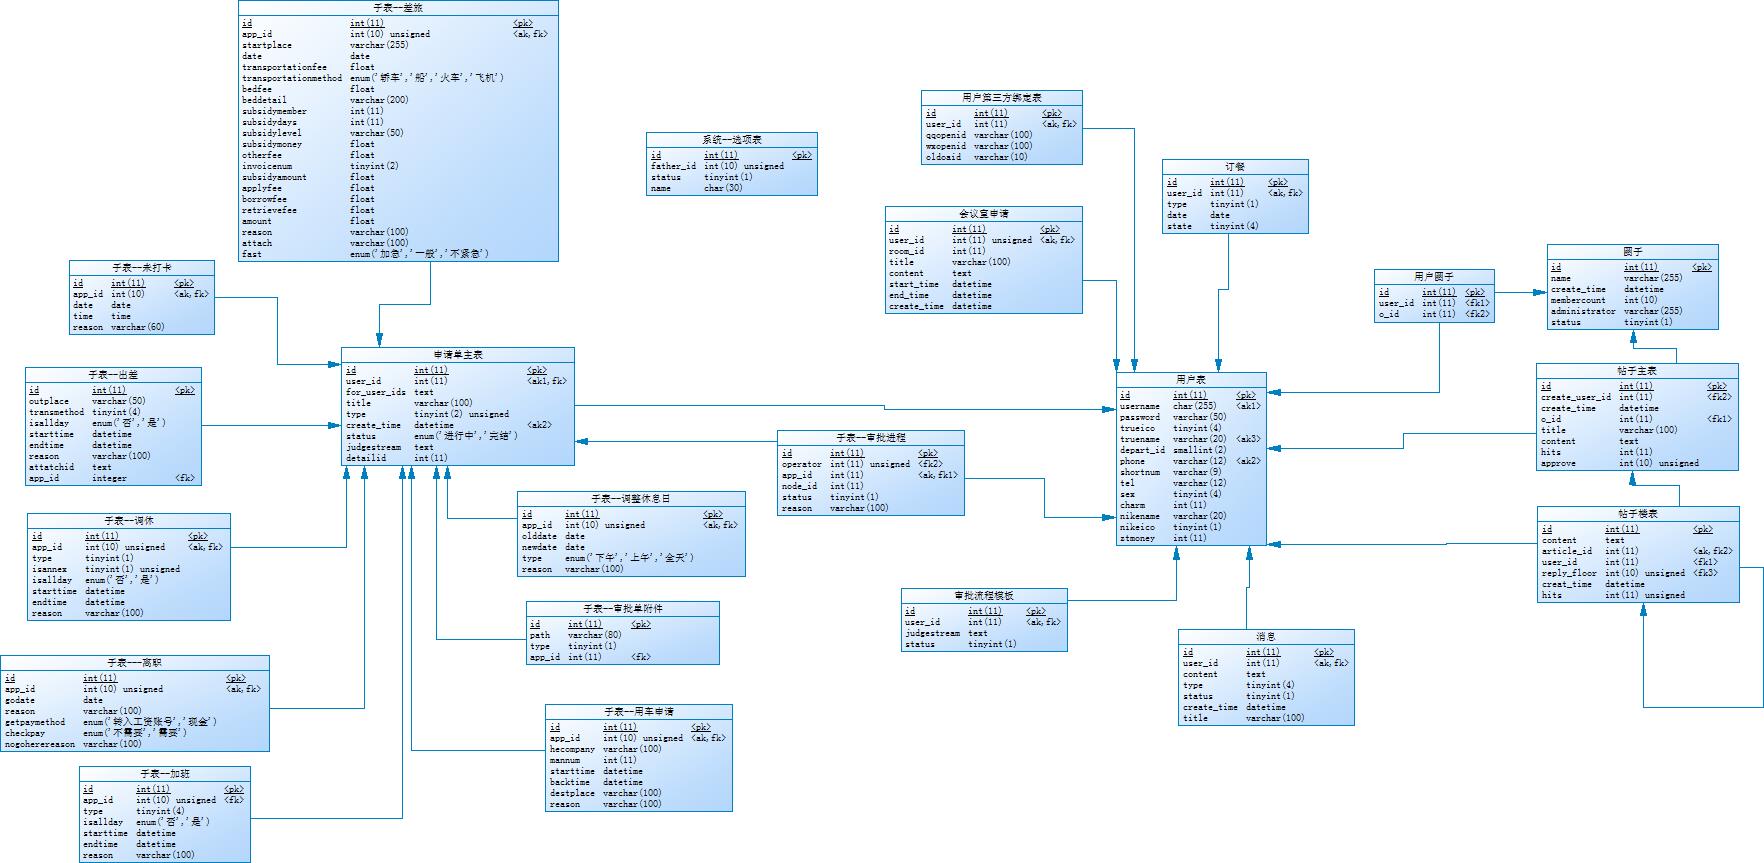 子表--差旅
id int(11) <pk>
app_id int(10) unsigned <ak,fk>
startplace varchar(255)
date date
transportationfee float
transportationmethod enum('轿车','船','火车','飞机')
bedfee float
beddetail varchar(200)
subsidymember int(11)
subsidydays int(11)
subsidylevel varchar(50)
subsidymoney float
otherfee float
invoicenum tinyint(2)
subsidyamount float
applyfee float
borrowfee float
retrievefee float
amount float
reason varchar(100)
attach varchar(100)
fast enum('加急','一般','不紧急')
系统--选项表
id int(11) <pk>
father_id int(10) unsigned
status tinyint(1)
name char(30)
用户第三方绑定表
id int(11) <pk>
user_id int(11) <ak,fk>
qqopenid varchar(100)
wxopenid varchar(100)
oldoaid varchar(10)
订餐
id int(11) <pk>
user_id int(11) <ak,fk>
type tinyint(1)
date date
state tinyint(4)
会议室申请
id int(11) <pk>
user_id int(11) unsigned <ak,fk>
room_id int(11)
title varchar(100)
content text
start_time datetime
end_time datetime
create_time datetime
圈子
id int(11) <pk>
name varchar(255)
create_time datetime
membercount int(10)
administrator varchar(255)
status tinyint(1)
用户圈子
id int(11) <pk>
user_id int(11) <fk1>
o_id int(11) <fk2>
子表--未打卡
id int(11) <pk>
app_id int(10) <ak,fk>
date date
time time
reason varchar(60)
申请单主表
id int(11) <pk>
user_id int(11) <ak1,fk>
for_user_ids text
title varchar(100)
type tinyint(2) unsigned
create_time datetime <ak2>
status enum('进行中','完结')
judgestream text
detailid int(11)
子表--出差
id int(11) <pk>
outplace varchar(50)
transmethod tinyint(4)
isallday enum('否','是')
starttime datetime
endtime datetime
reason varchar(100)
attatchid text
app_id integer <fk>
用户表
id int(11) <pk>
username char(255) <ak1>
password varchar(50)
trueico tinyint(4)
truename varchar(20) <ak3>
depart_id smallint(2)
phone varchar(12) <ak2>
shortnum varchar(9)
tel varchar(12)
sex tinyint(4)
charm int(11)
nikename varchar(20)
nikeico tinyint(1)
ztmoney int(11)
帖子主表
id int(11) <pk>
create_user_id int(11) <fk2>
create_time datetime
o_id int(11) <fk1>
title varchar(100)
content text
hits int(11)
approve int(10) unsigned
子表--审批进程
id int(11) <pk>
operator int(11) unsigned <fk2>
app_id int(11) <ak,fk1>
node_id int(11)
status tinyint(1)
reason varchar(100)
子表--调整休息日
id int(11) <pk>
app_id int(10) unsigned <ak,fk>
olddate date
newdate date
type enum('下午','上午','全天')
reason varchar(100)
帖子楼表
id int(11) <pk>
content text
article_id int(11) <ak,fk2>
user_id int(11) <fk1>
reply_floor int(10) unsigned <fk3>
creat_time datetime
hits int(11) unsigned
子表--调休
id int(11) <pk>
app_id int(10) unsigned <ak,fk>
type tinyint(1)
isannex tinyint(1) unsigned
isallday enum('否','是')
starttime datetime
endtime datetime
reason varchar(100)
审批流程模板
id int(11) <pk>
user_id int(11) <ak,fk>
judgestream text
status tinyint(1)
子表--审批单附件
id int(11) <pk>
path varchar(80)
type tinyint(1)
app_id int(11) <fk>
消息
id int(11) <pk>
user_id int(11) <ak,fk>
content text
type tinyint(4)
status tinyint(1)
create_time datetime
title varchar(100)
子表---离职
id int(11) <pk>
app_id int(10) unsigned <ak,fk>
godate date
reason varchar(100)
getpaymethod enum('转入工资账号','现金')
checkpay enum('不需要','需要')
nogoherereason varchar(100)
子表--用车申请
id int(11) <pk>
app_id int(10) unsigned <ak,fk>
hecompany varchar(100)
mannum int(11)
starttime datetime
backtime datetime
destplace varchar(100)
reason varchar(100)
子表--加班
id int(11) <pk>
app_id int(10) unsigned <fk>
type tinyint(4)
isallday enum('否','是')
starttime datetime
endtime datetime
reason varchar(100)